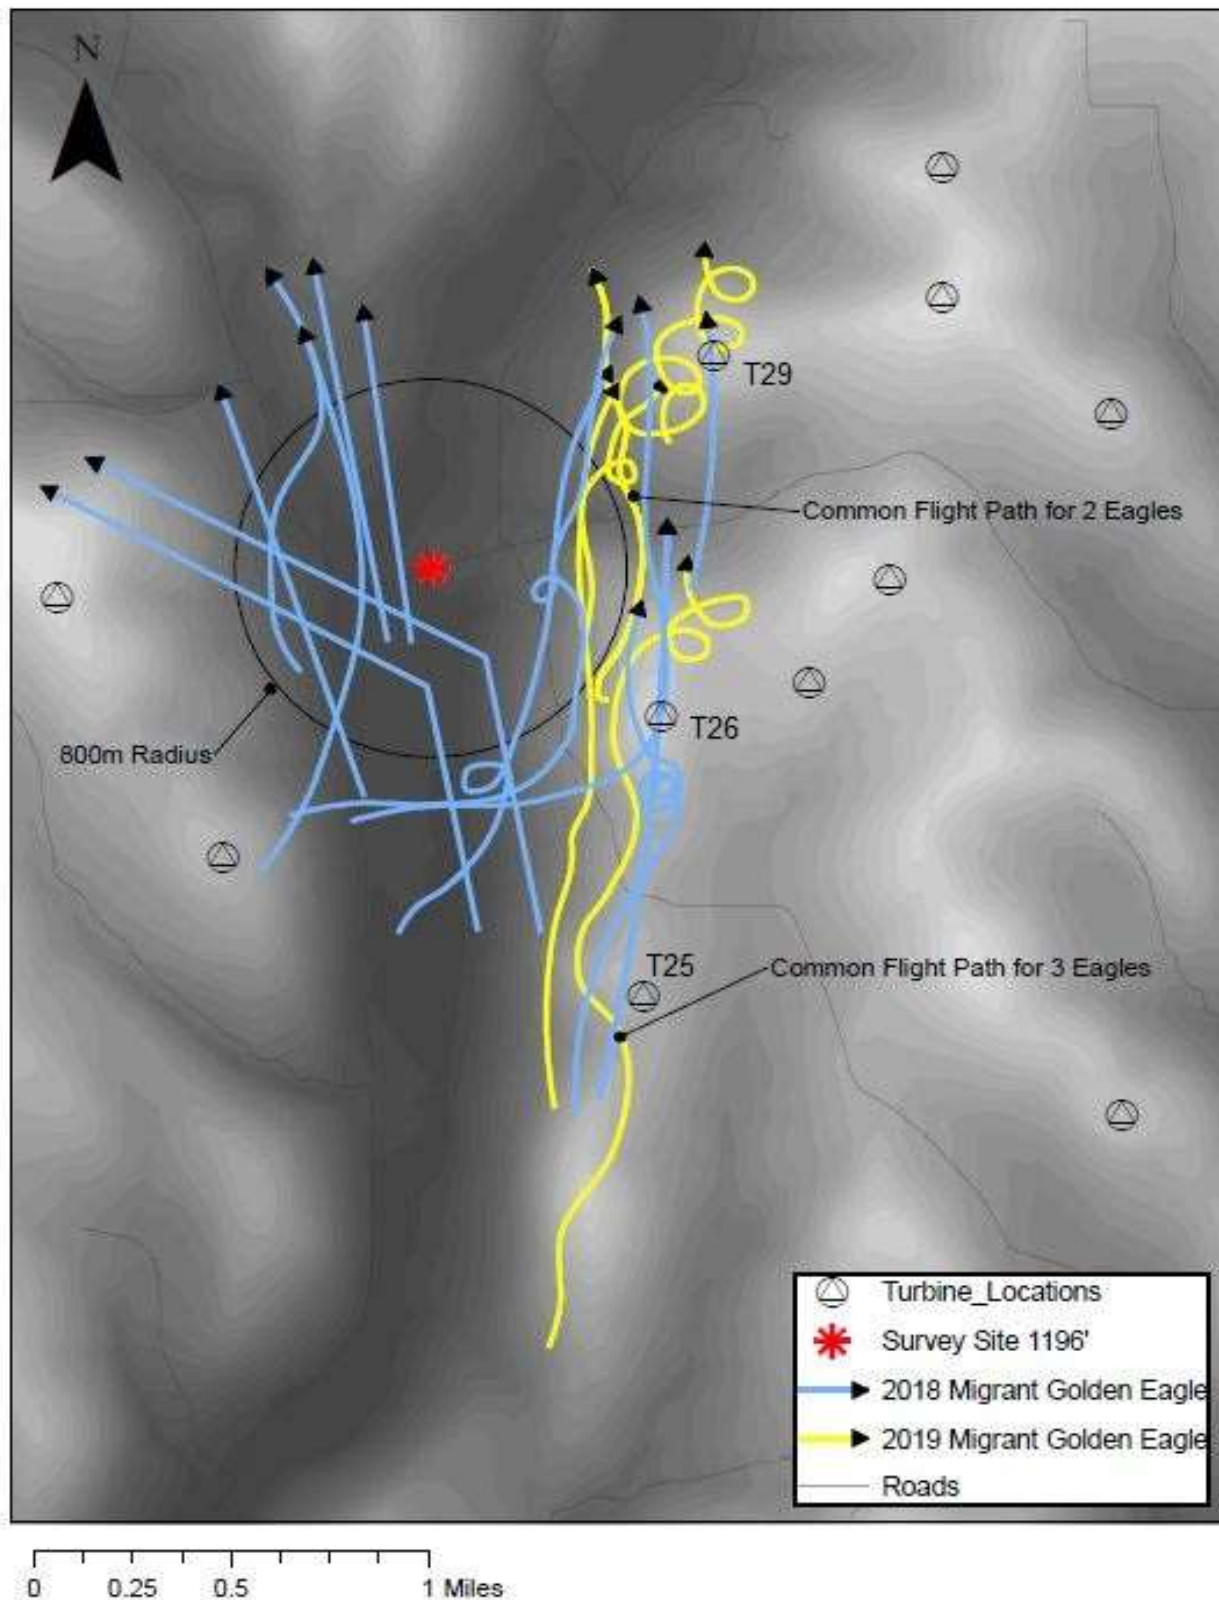 N
T29
Common Flight Path for 2 Eagles
T26
800m Radius
T25
Common Flight Path for 3 Eagles
Turbine_Locations
Survey Site 1196'
2018 Migrant Golden Eagle
2019 Migrant Golden Eagle
Roads
0 0.25 0.5 1 Miles